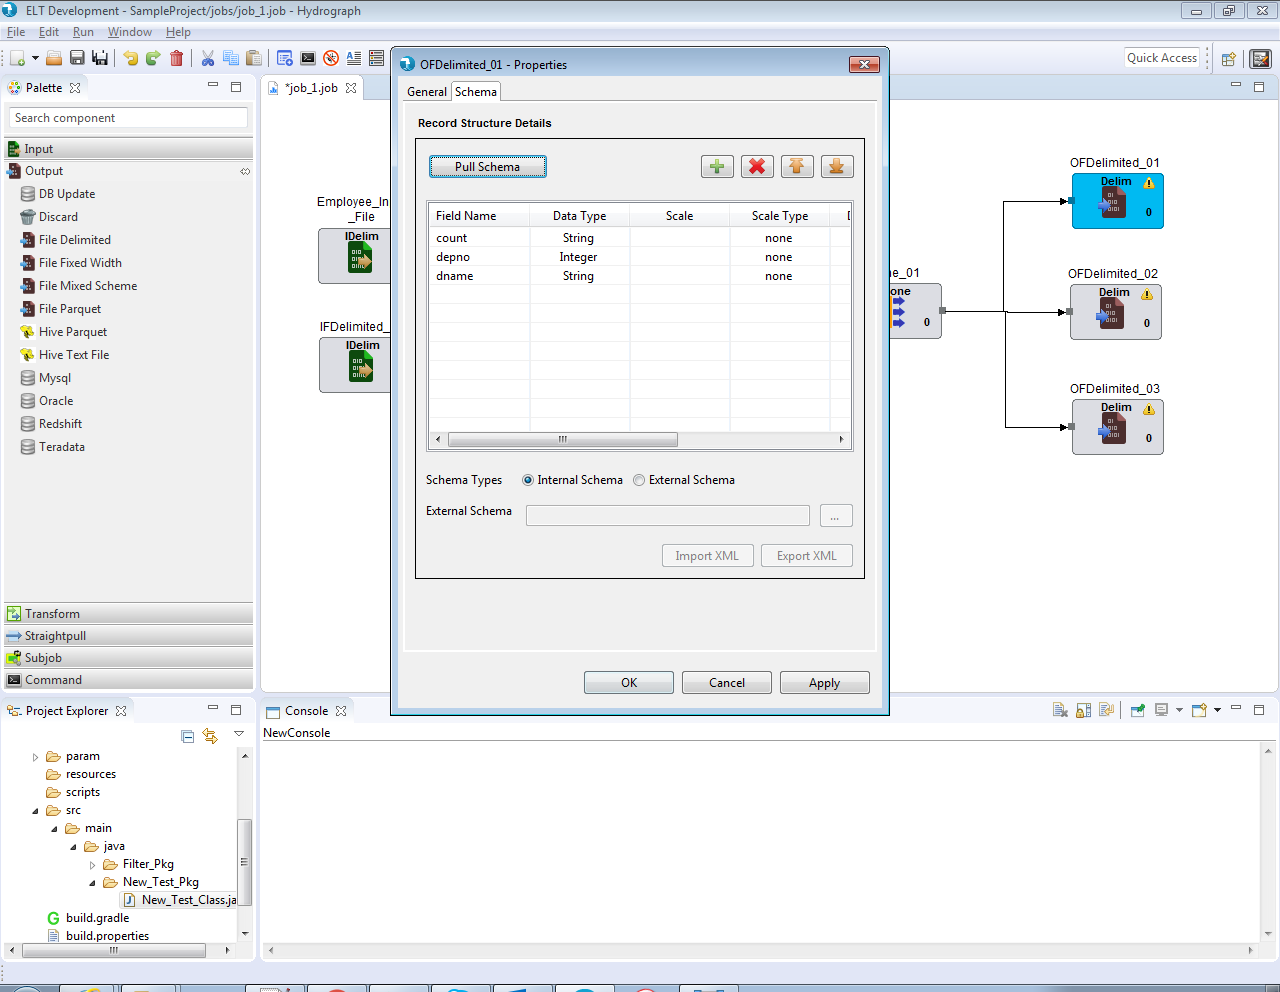 ELT Development - SampleProject/jobs/job_1.job - Hydrograph
File Edit Run Window Help
Quick Access
Palette
Search component
Input
Output
DB Update
Discard
File Delimited
File Fixed Width
File Mixed Scheme
File Parquet
Hive Parquet
Hive Text File
Mysql
Oracle
Redshift
Teradata
Transform
Straightpull
Subjob
Command
*job_1.job
Employee_In
_File
IDelim
IFDelimited_
IDelim
OFDelimited_01 - Properties
General Schema
Record Structure Details
Pull Schema
Field Name Data Type Scale Scale Type
count String none
depno Integer none
dname String none
Schema Types Internal Schema External Schema
External Schema ...
Import XML Export XML
OK Cancel Apply
e_01
one
0
OFDelimited_01
Delim
0
OFDelimited_02
Delim
0
OFDelimited_03
Delim
0
Project Explorer
param
resources
scripts
src
main
java
Filter_Pkg
New_Test_Pkg
New_Test_Class.ja
build.gradle
build.properties
Console
NewConsole